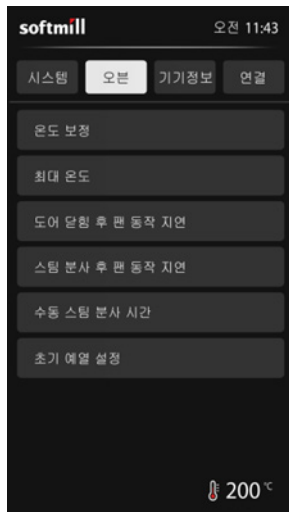 softmill
오전 11:43
시스템 오븐 기기정보 연결
온도 보정
최대 온도
도어 닫힘 후 팬 동작 지연
스팀 분사 후 팬 동작 지연
수동 스팀 분사 시간
초기 예열 설정
200 ℃